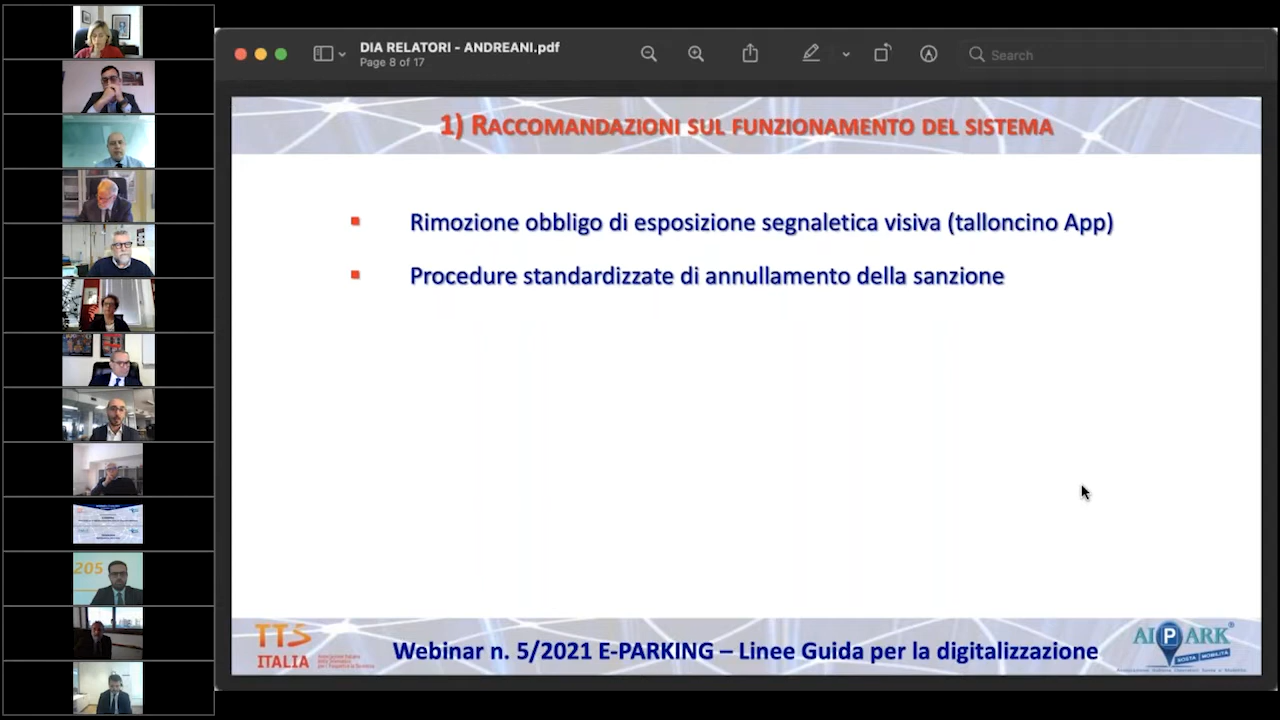 DIA RELATORI - ANDREANI.pdf
Page 8 of 17
Search
1) RACCOMANDAZIONI SUL FUNZIONAMENTO DEL SISTEMA
Rimozione obbligo di esposizione segnaletica visiva (talloncino App)
Procedure standardizzate di annullamento della sanzione
205
TTS
ITALIA
Webinar n. 5/2021 E-PARKING – Linee Guida per la digitalizzazione
AIPARK
SOSTA E MOBILITÀ